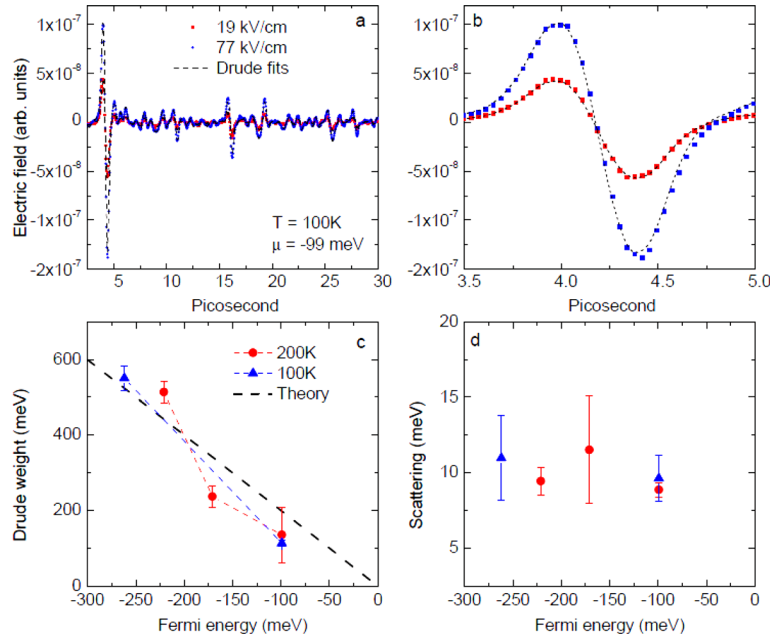 a
19 kV/cm
77 kV/cm
Drude fits
1x10⁻⁷
5x10⁻⁸
0
-5x10⁻⁸
-1x10⁻⁷
-2x10⁻⁷
Electric field (arb. units)
T = 100K
μ = -99 meV
5 10 15 20 25 30
Picosecond
b
1x10⁻⁷
5x10⁻⁸
0
-5x10⁻⁸
-1x10⁻⁷
-2x10⁻⁷
3.5 4.0 4.5 5.0
Picosecond
c
200K
100K
Theory
600
400
200
0
Drude weight (meV)
-300 -250 -200 -150 -100 -50 0
Fermi energy (meV)
d
20
15
10
5
Scattering (meV)
-300 -250 -200 -150 -100 -50 0
Fermi energy (meV)